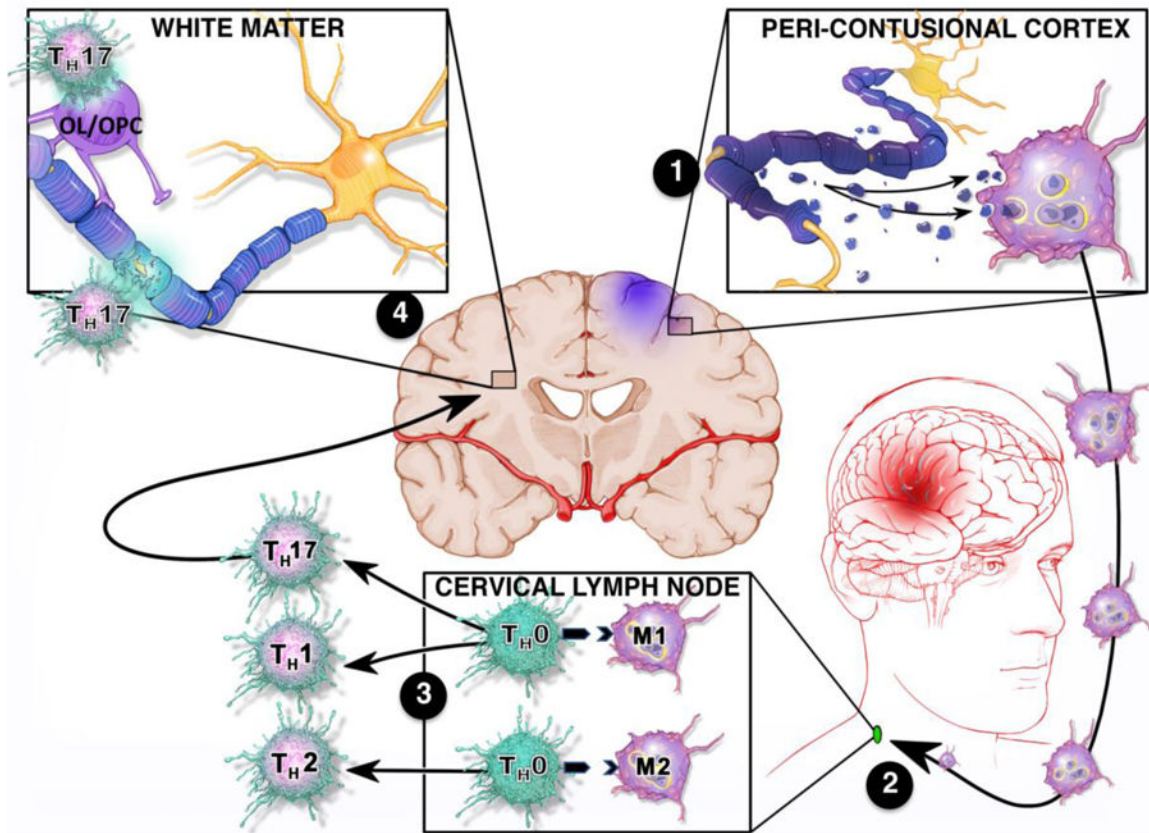 WHITE MATTER
TH17
OL/OPC
TH17
4
PERI-CONTUSIONAL CORTEX
1
2
CERVICAL LYMPH NODE
3
TH17
TH1
TH2
TH0
M1
TH0
M2